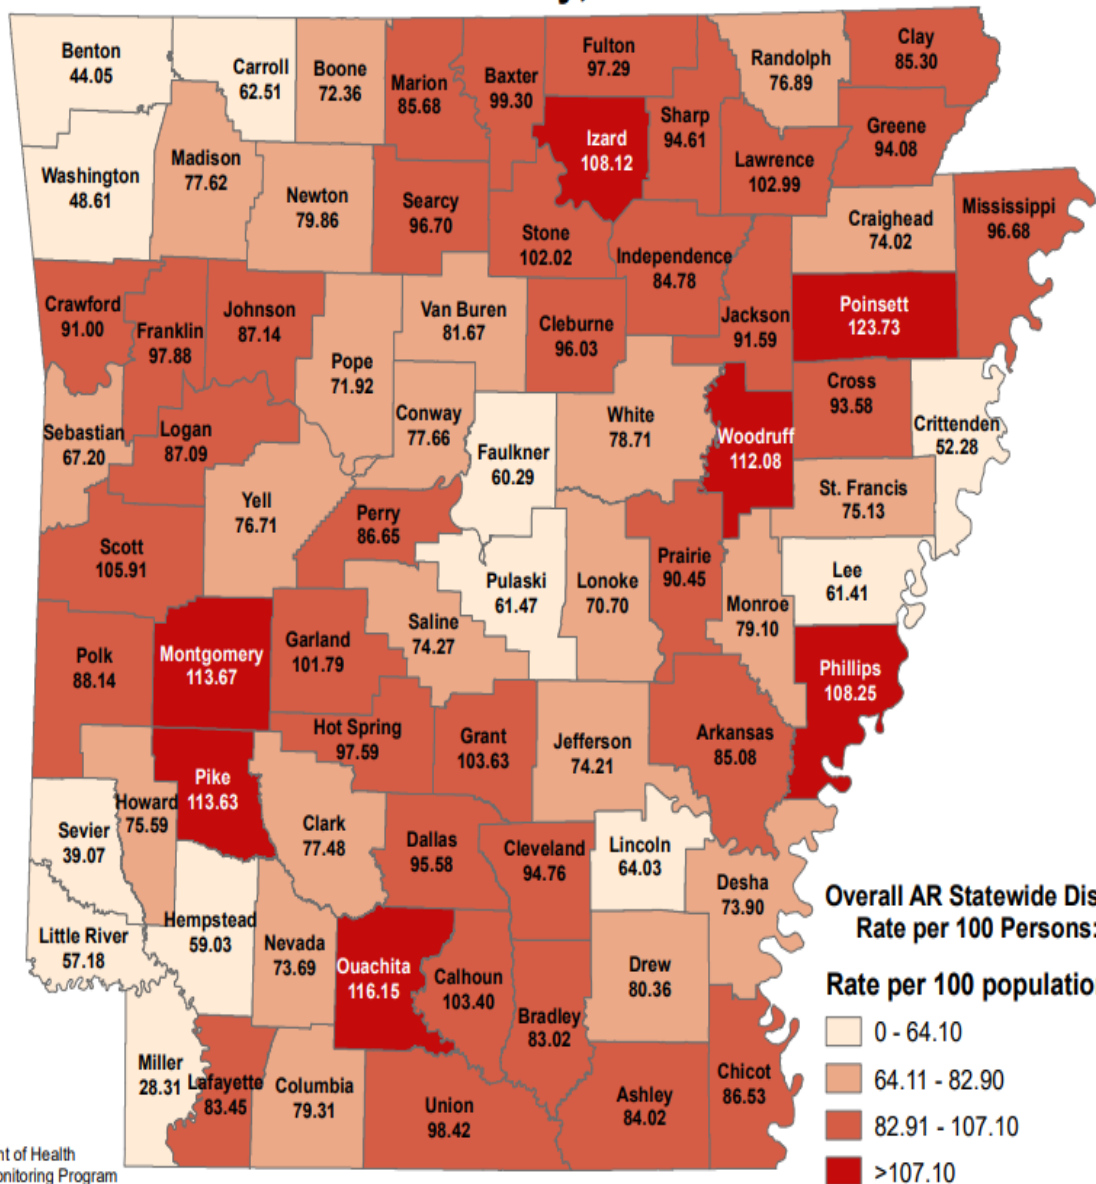 Benton
44.05
Carroll
62.51
Boone
72.36
Marion
85.68
Baxter
99.30
Fulton
97.29
Sharp
94.61
Randolph
76.89
Clay
85.30
Greene
94.08
Izard
108.12
Lawrence
102.99
Washington
48.61
Madison
77.62
Newton
79.86
Searcy
96.70
Stone
102.02
Independence
84.78
Craighead
74.02
Mississippi
96.68
Crawford
91.00
Franklin
97.88
Johnson
87.14
Pope
71.92
Van Buren
81.67
Cleburne
96.03
Jackson
91.59
Poinsett
123.73
Sebastian
67.20
Logan
87.09
Conway
77.66
Faulkner
60.29
White
78.71
Woodruff
112.08
Cross
93.58
Crittenden
52.28
Yell
76.71
Perry
86.65
St. Francis
75.13
Scott
105.91
Pulaski
61.47
Lonoke
70.70
Prairie
90.45
Monroe
79.10
Lee
61.41
Polk
88.14
Montgomery
113.67
Garland
101.79
Saline
74.27
Phillips
108.25
Hot Spring
97.59
Grant
103.63
Jefferson
74.21
Arkansas
85.08
Howard
75.59
Pike
113.63
Clark
77.48
Dallas
95.58
Cleveland
94.76
Lincoln
64.03
Desha
73.90
Sevier
39.07
Little River
57.18
Hempstead
59.03
Nevada
73.69
Ouachita
116.15
Calhoun
103.40
Bradley
83.02
Drew
80.36
Miller
28.31
Lafayette
83.45
Columbia
79.31
Union
98.42
Ashley
84.02
Chicot
86.53
Overall AR Statewide Dis
Rate per 100 Persons:
Rate per 100 populatio
0 - 64.10
64.11 - 82.90
82.91 - 107.10
>107.10
nt of Health
onitoring Program